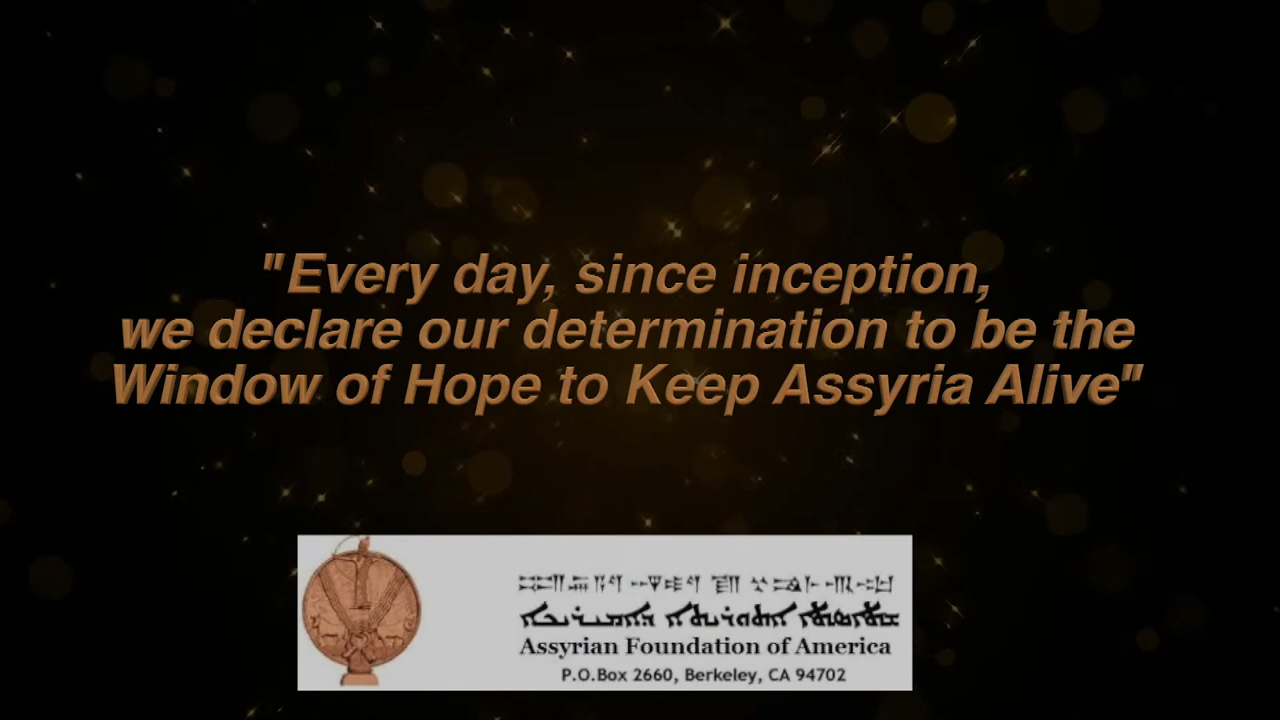 "Every day, since inception,
we declare our determination to be the
Window of Hope to Keep Assyria Alive"
Assyrian Foundation of America
P.O.Box 2660, Berkeley, CA 94702